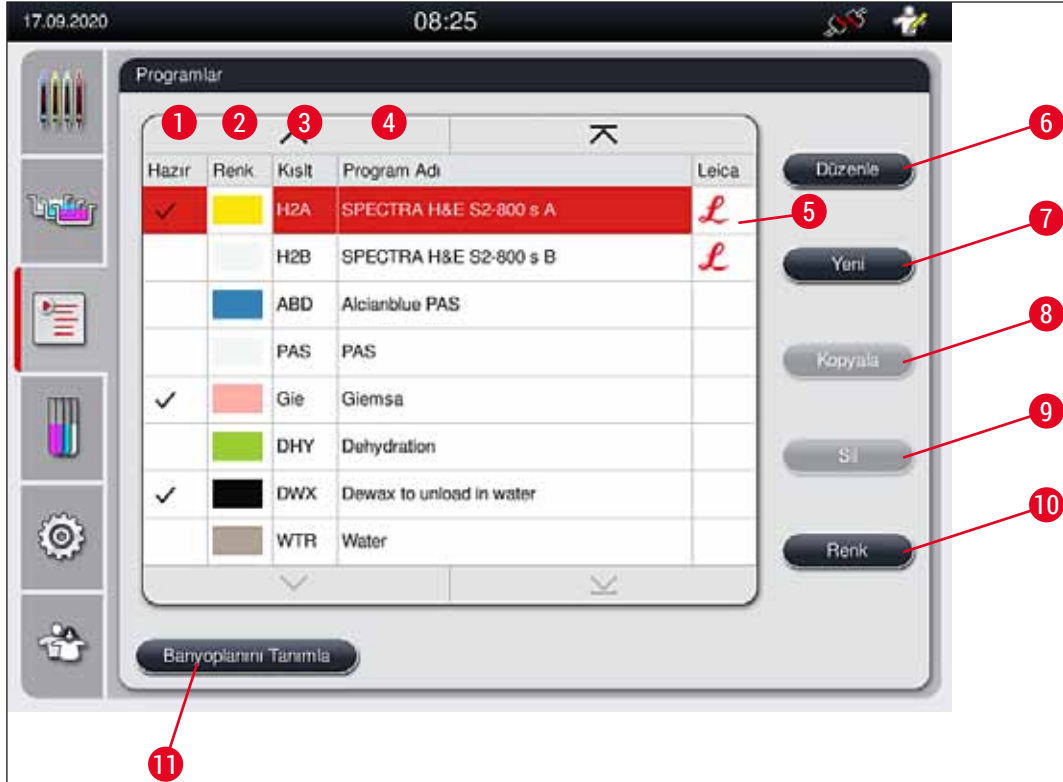 17.09.2020 08:25
Programlar
1 2 3 4
Hazır Renk Kıslt Program Adı Leica
H2A SPECTRA H&E S2-800 s A L
H2B SPECTRA H&E S2-800 s B L
ABD Alcianblue PAS
PAS PAS
Gie Giemsa
DHY Dehydration
DWX Dewax to unload in water
WTR Water
5
Düzenle 6
Yeni 7
Kopyala 8
Sil 9
Renk 10
Banyoplanını Tanımla
11